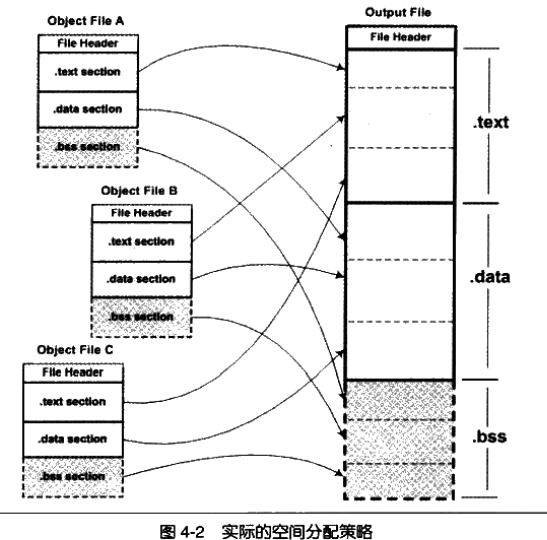 Object File A
File Header
.text section
.data section
.bss section
Object File B
File Header
.text section
.data section
.bss section
Object File C
File Header
.text section
.data section
.bss section
Output File
File Header
.text
.data
.bss
图 4-2 实际的空间分配策略